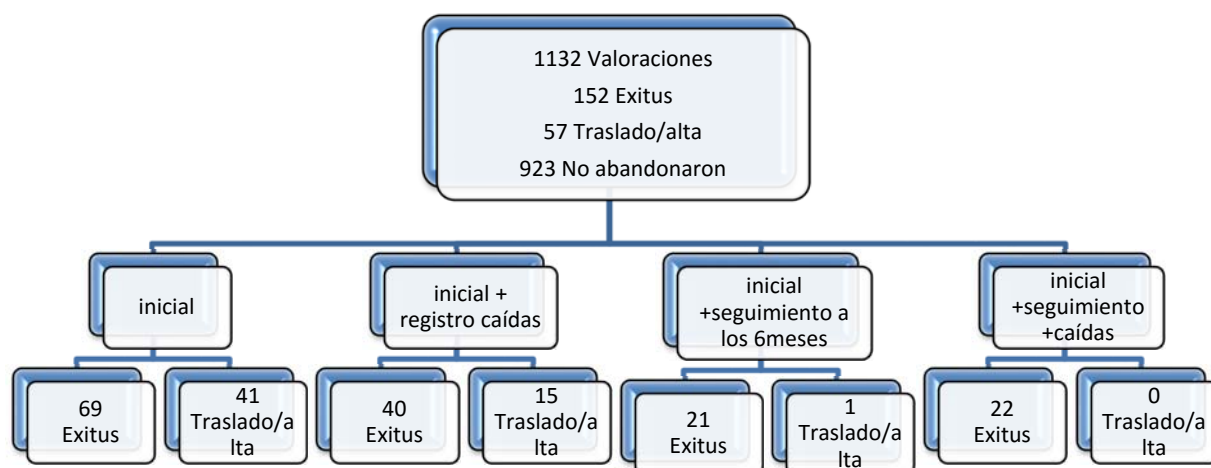 1132 Valoraciones
152 Exitus
57 Traslado/alta
923 No abandonaron
inicial
inicial +
registro caídas
inicial
+seguimiento a
los 6meses
inicial
+seguimiento
+caídas
69
Exitus
41
Traslado/a
lta
40
Exitus
15
Traslado/a
lta
21
Exitus
1
Traslado/a
lta
22
Exitus
0
Traslado/a
lta